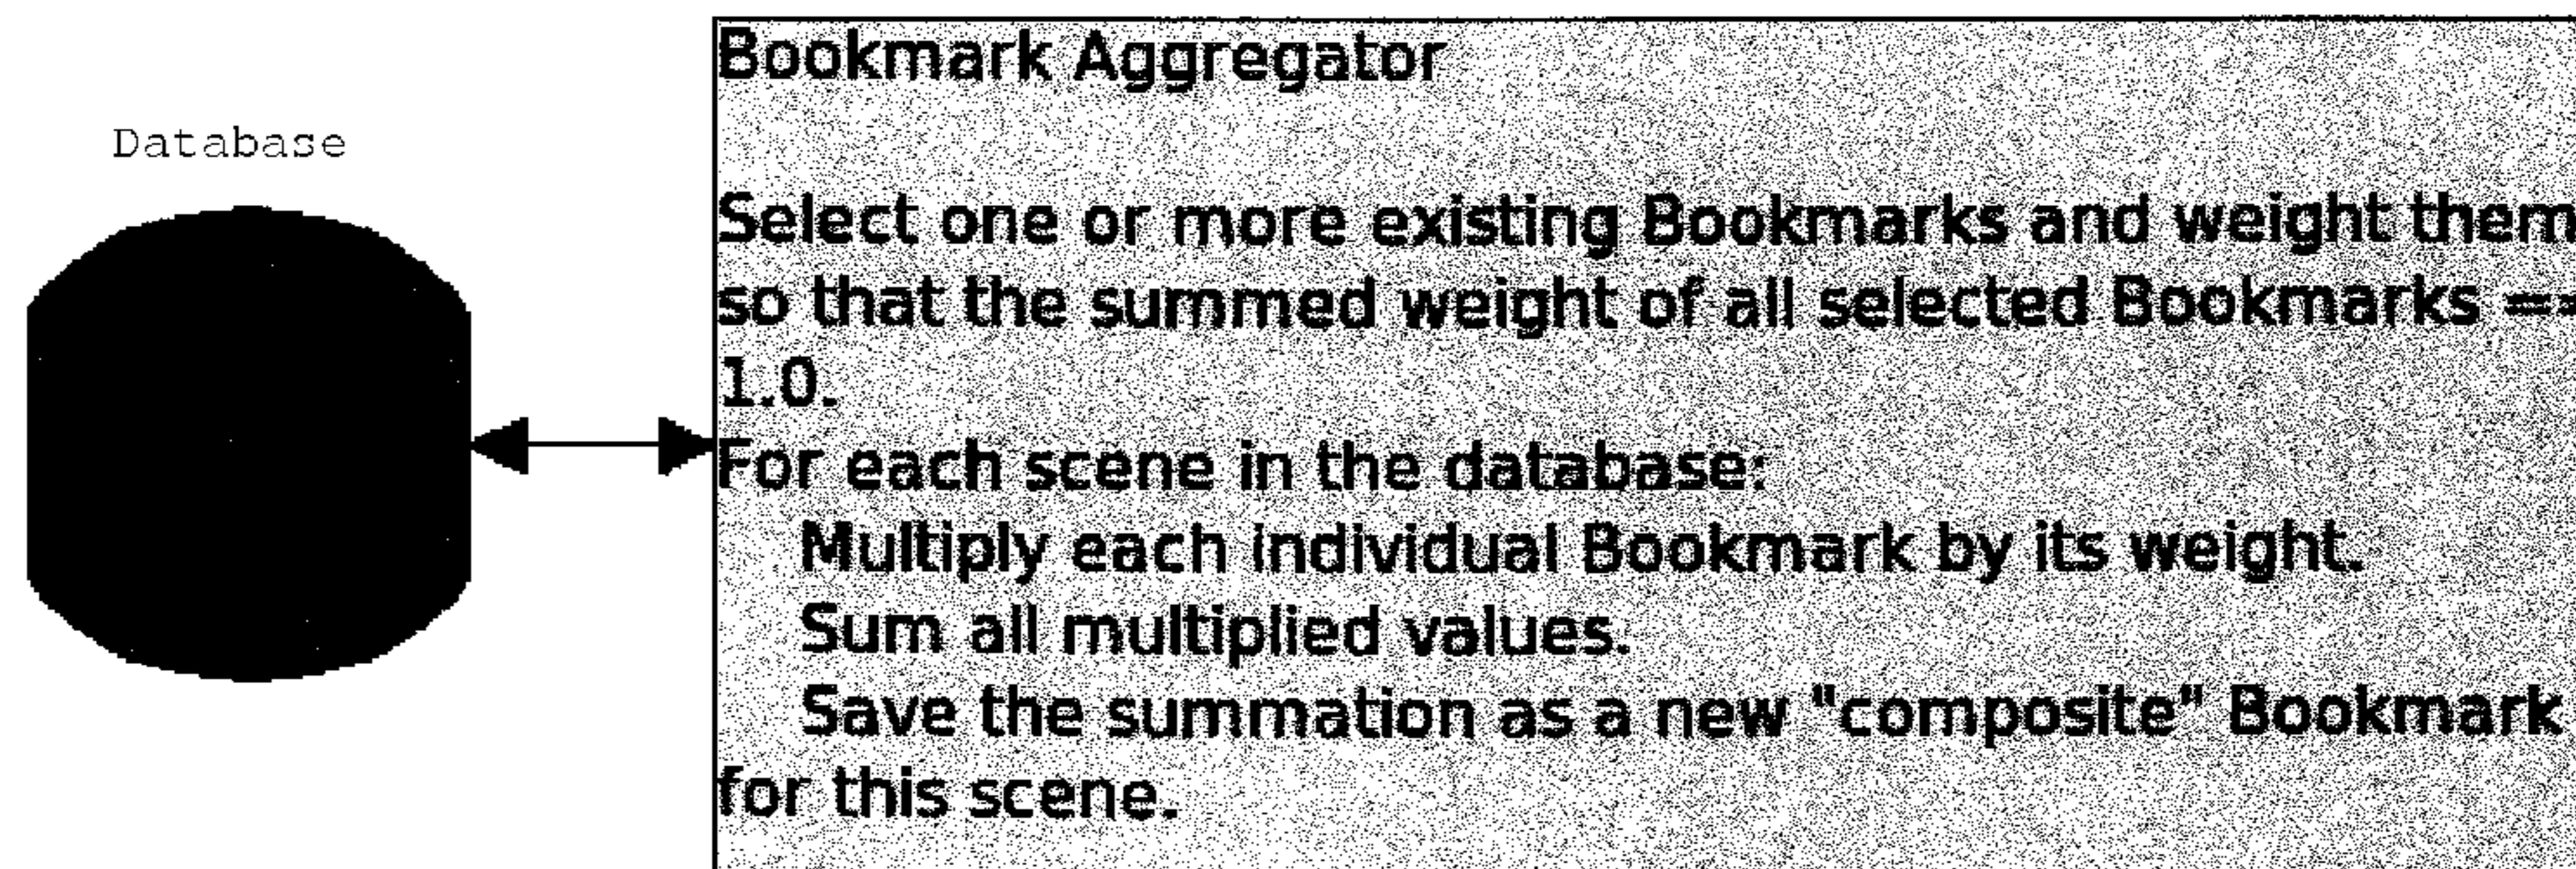 Bookmark Aggregator
Database
Select one or more existing Bookmarks and weight them
so that the summed weight of all selected Bookmarks ==
1.0.
For each scene in the database:
Multiply each individual Bookmark by its weight.
Sum all multiplied values.
Save the summation as a new "composite" Bookmark
for this scene.